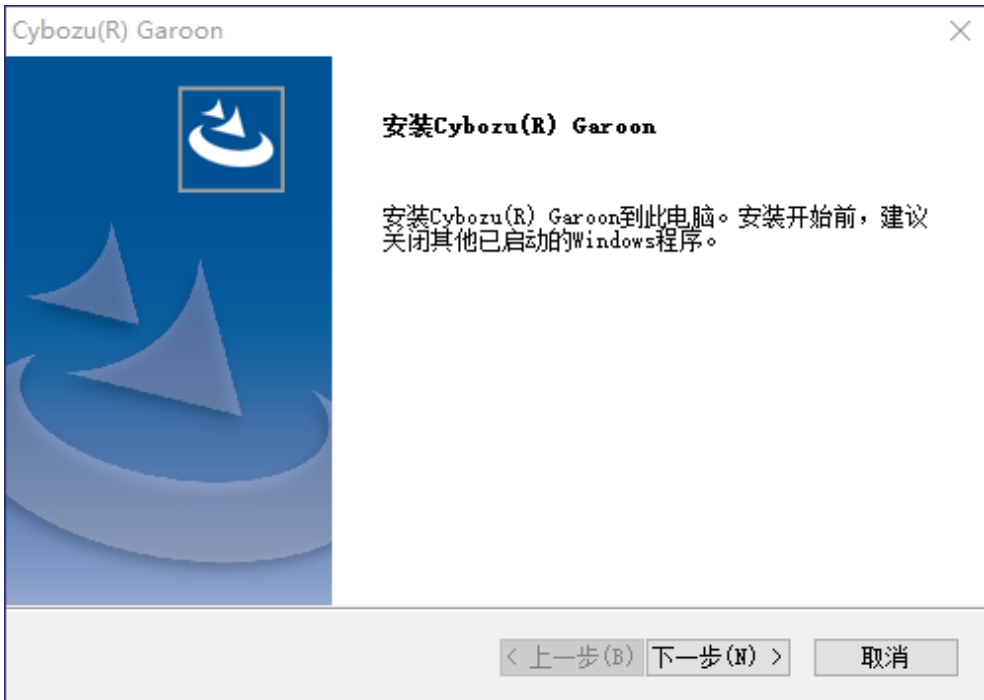 Cybozu(R) Garoon
安装Cybozu(R) Garoon
安装Cybozu(R) Garoon到此电脑。安装开始前，建议
关闭其他已启动的Windows程序。
< 上一步(B) 下一步(N) > 取消